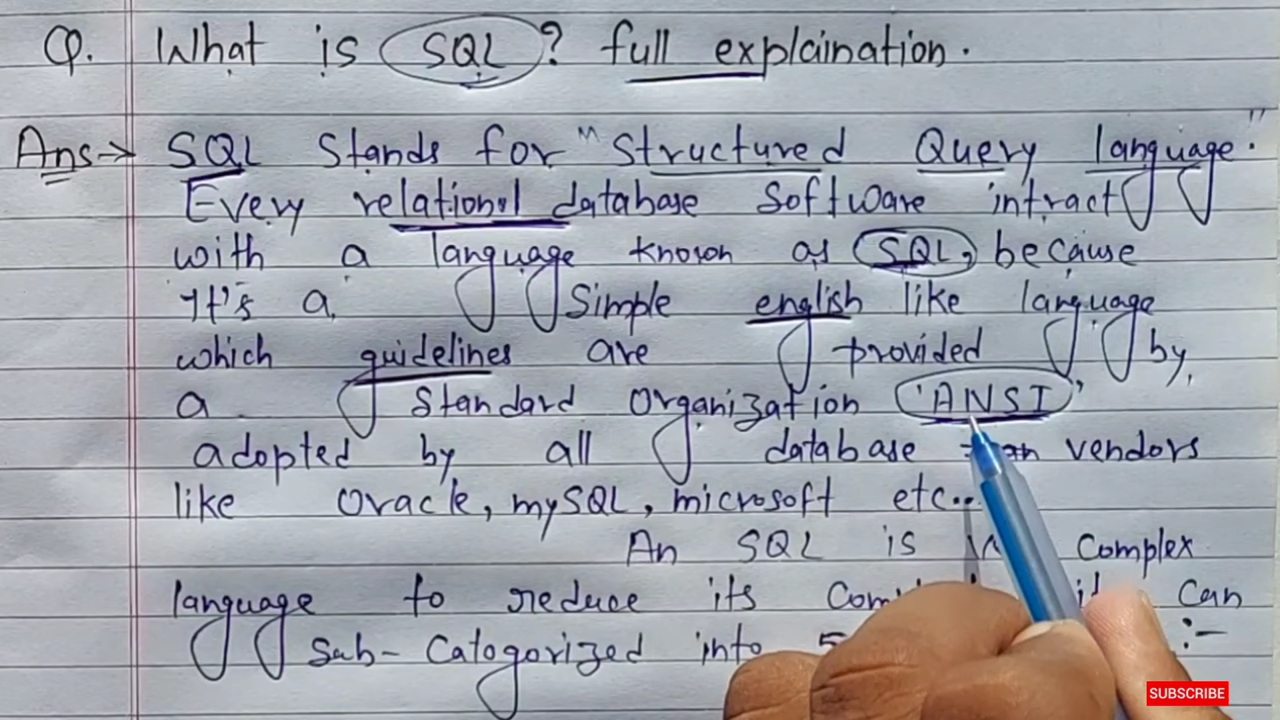 Q. What is SQL? full explaination.
Ans→ SQL Stands for "Structured Query language."
Every relational database Software intract
with a language known as SQL, because
It's a Simple english like language
which guidelines are provided by,
a Standard Organization 'ANSI'
adopted by all database vendors
like Oracle, mySQL, microsoft etc..
An SQL is complex
language to reduce its can
Sub-Catogorized into 5 :-
SUBSCRIBE